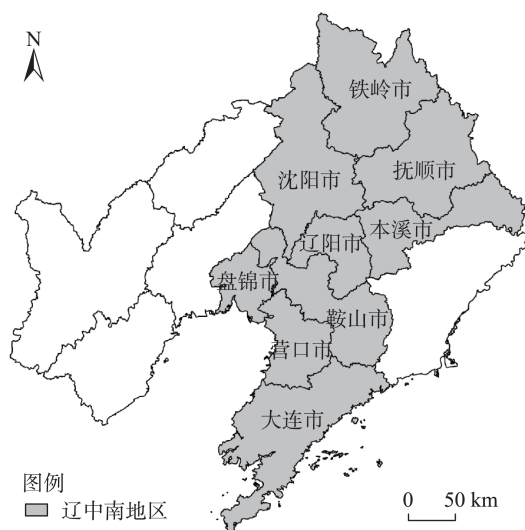 N
铁岭市
抚顺市
沈阳市
本溪市
辽阳市
盘锦市
鞍山市
营口市
大连市
图例
辽中南地区
0 50 km